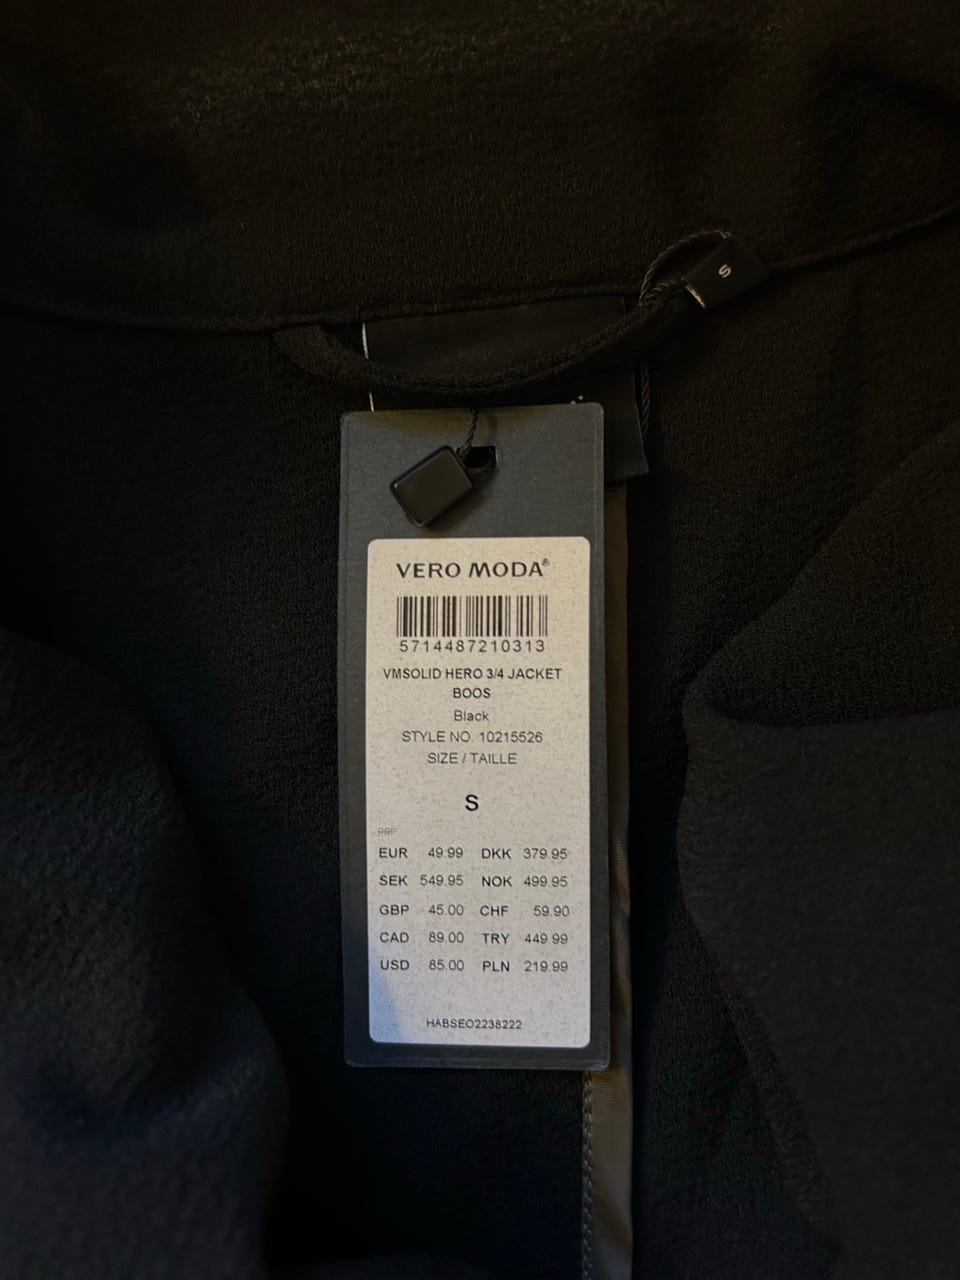 S
VERO MODA®
5714487210313
VMSOLID HERO 3/4 JACKET
BOOS
Black
STYLE NO. 10215526
SIZE / TAILLE
S
RRP
EUR 49.99 DKK 379.95
SEK 549.95 NOK 499.95
GBP 45.00 CHF 59.90
CAD 89.00 TRY 449.99
USD 85.00 PLN 219.99
HABSEO2238222